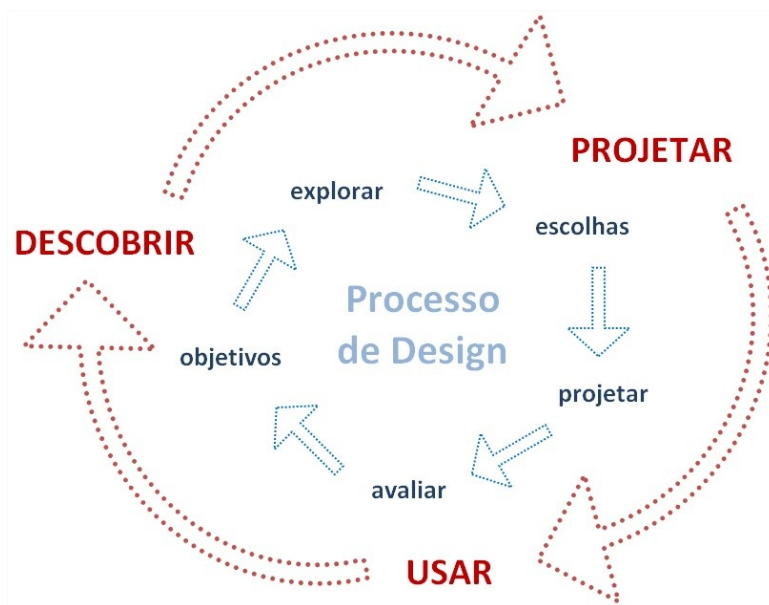 PROJETAR
explorar
escolhas
DESCOBRIR
Processo
de Design
objetivos
projetar
avaliar
USAR